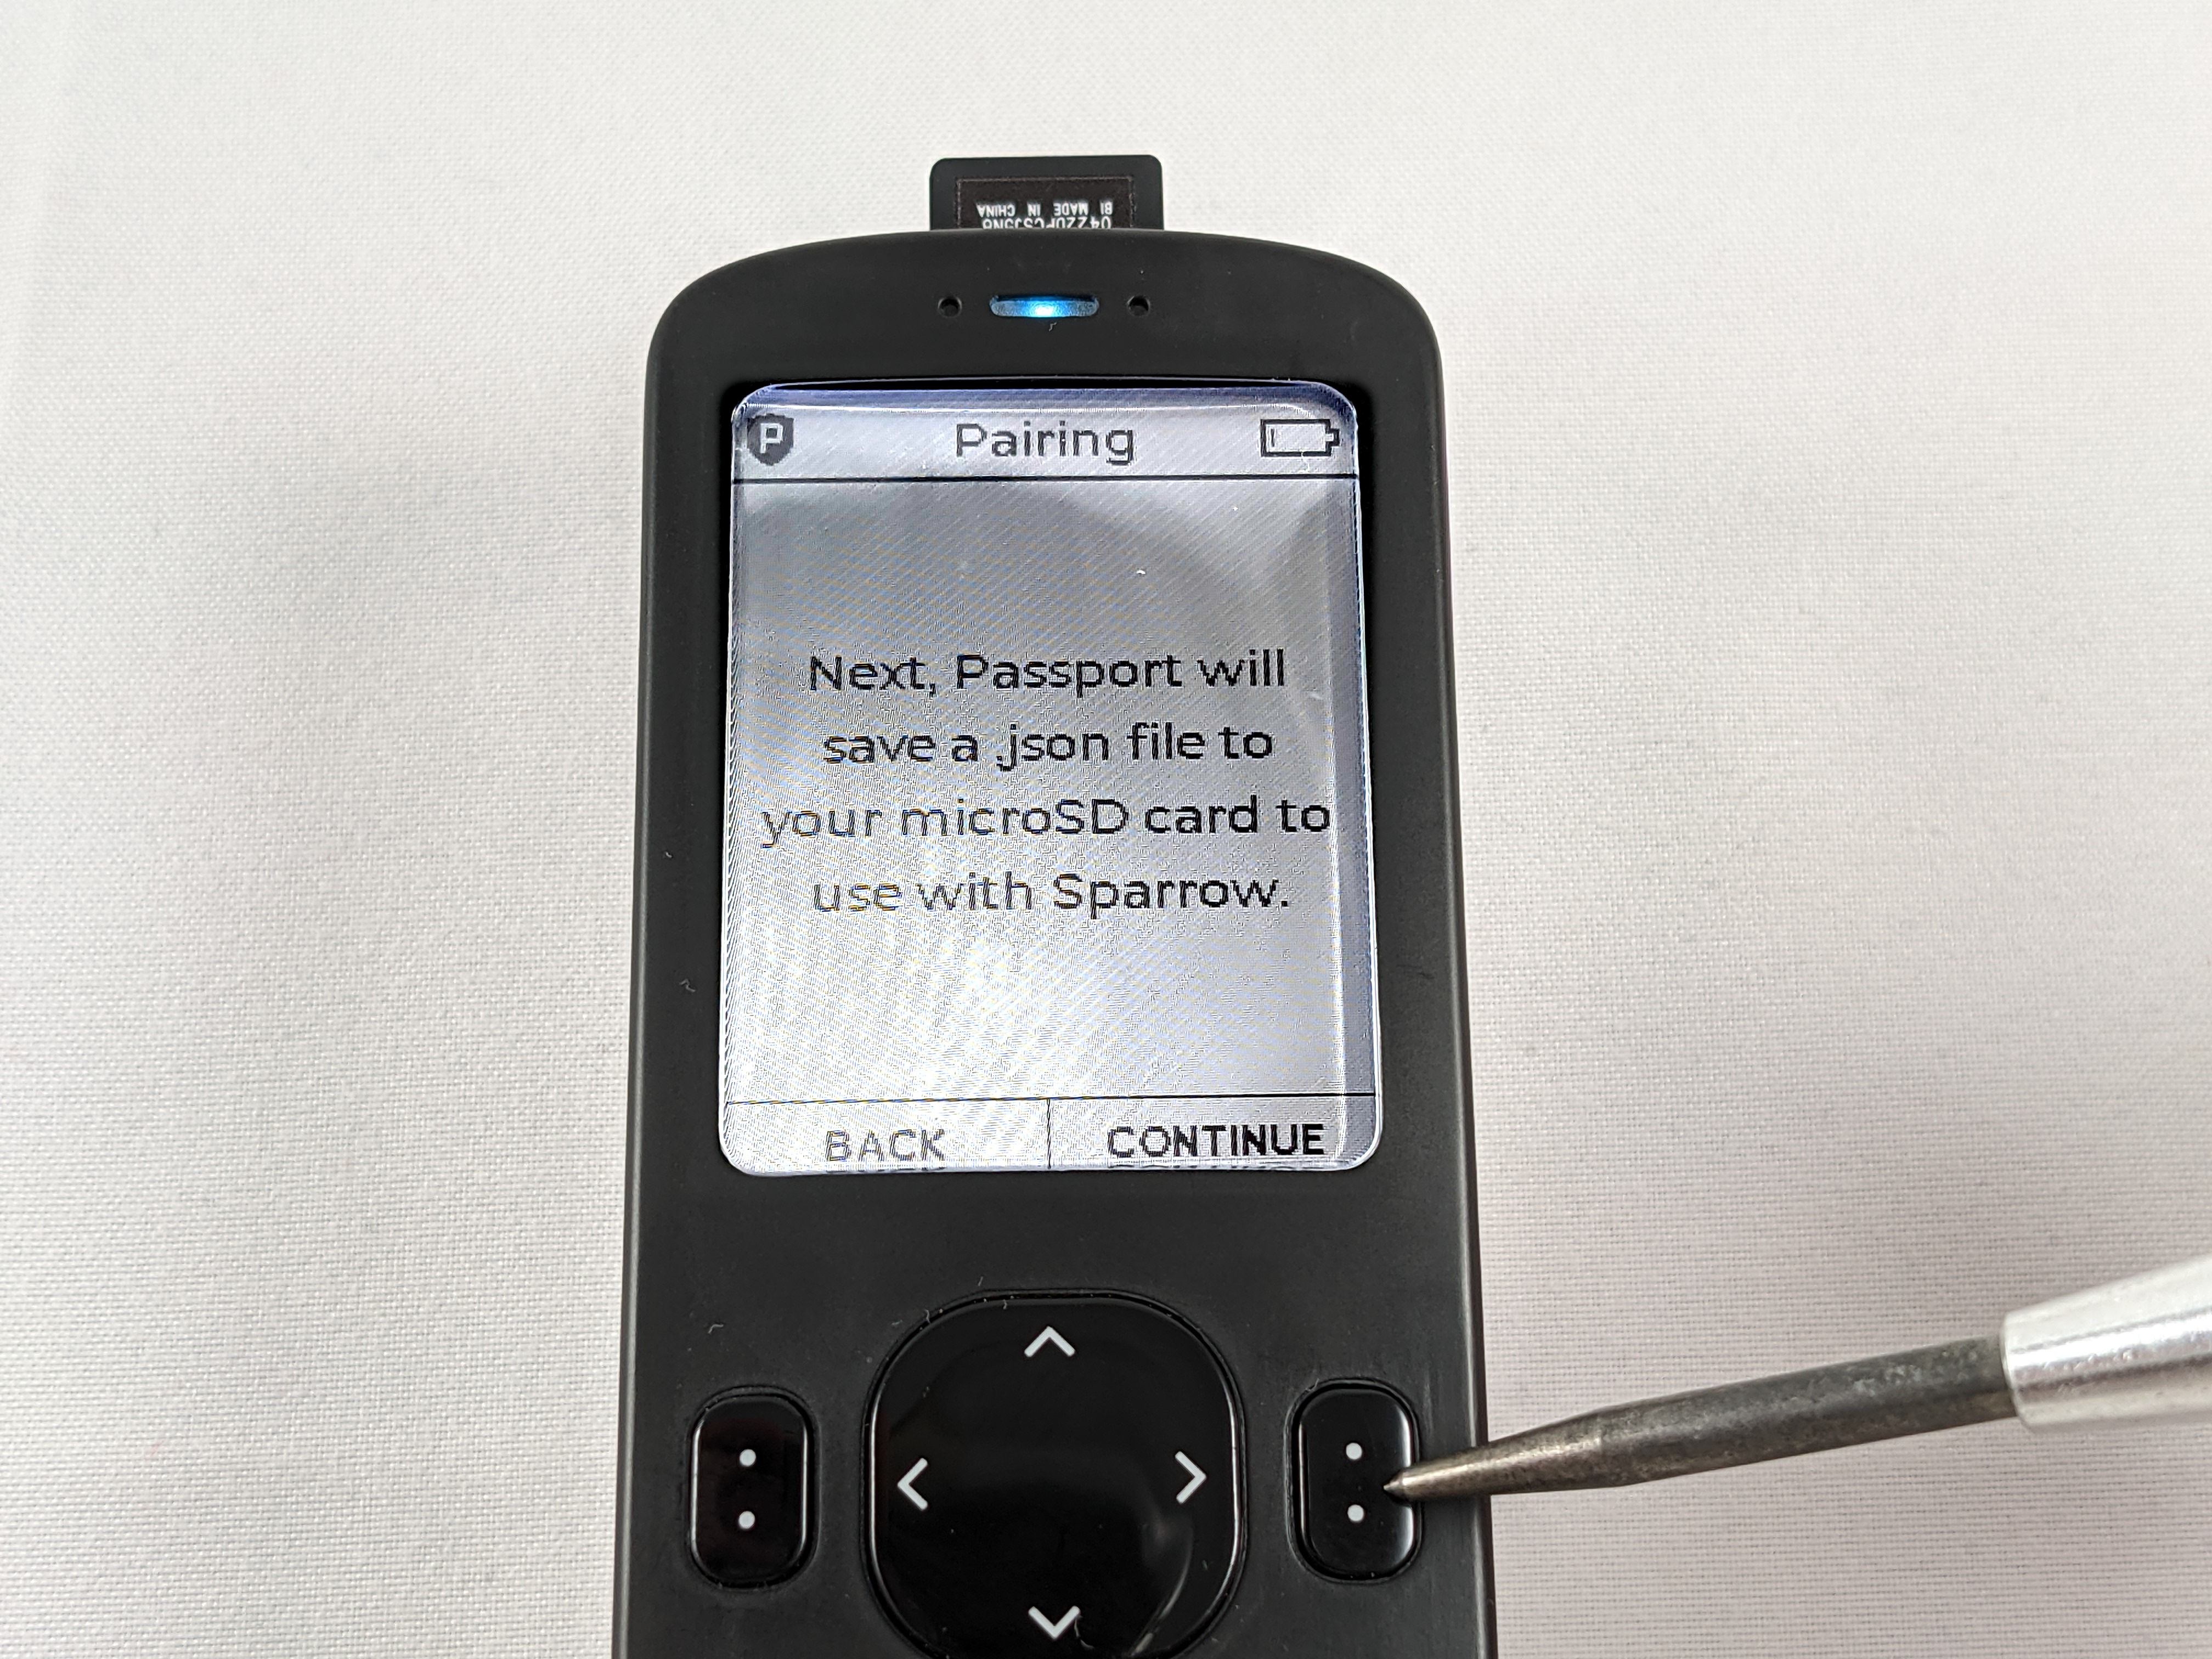 BI MADE IN CHINA
P
Pairing
Next, Passport will
save a .json file to
your microSD card to
use with Sparrow.
BACK
CONTINUE